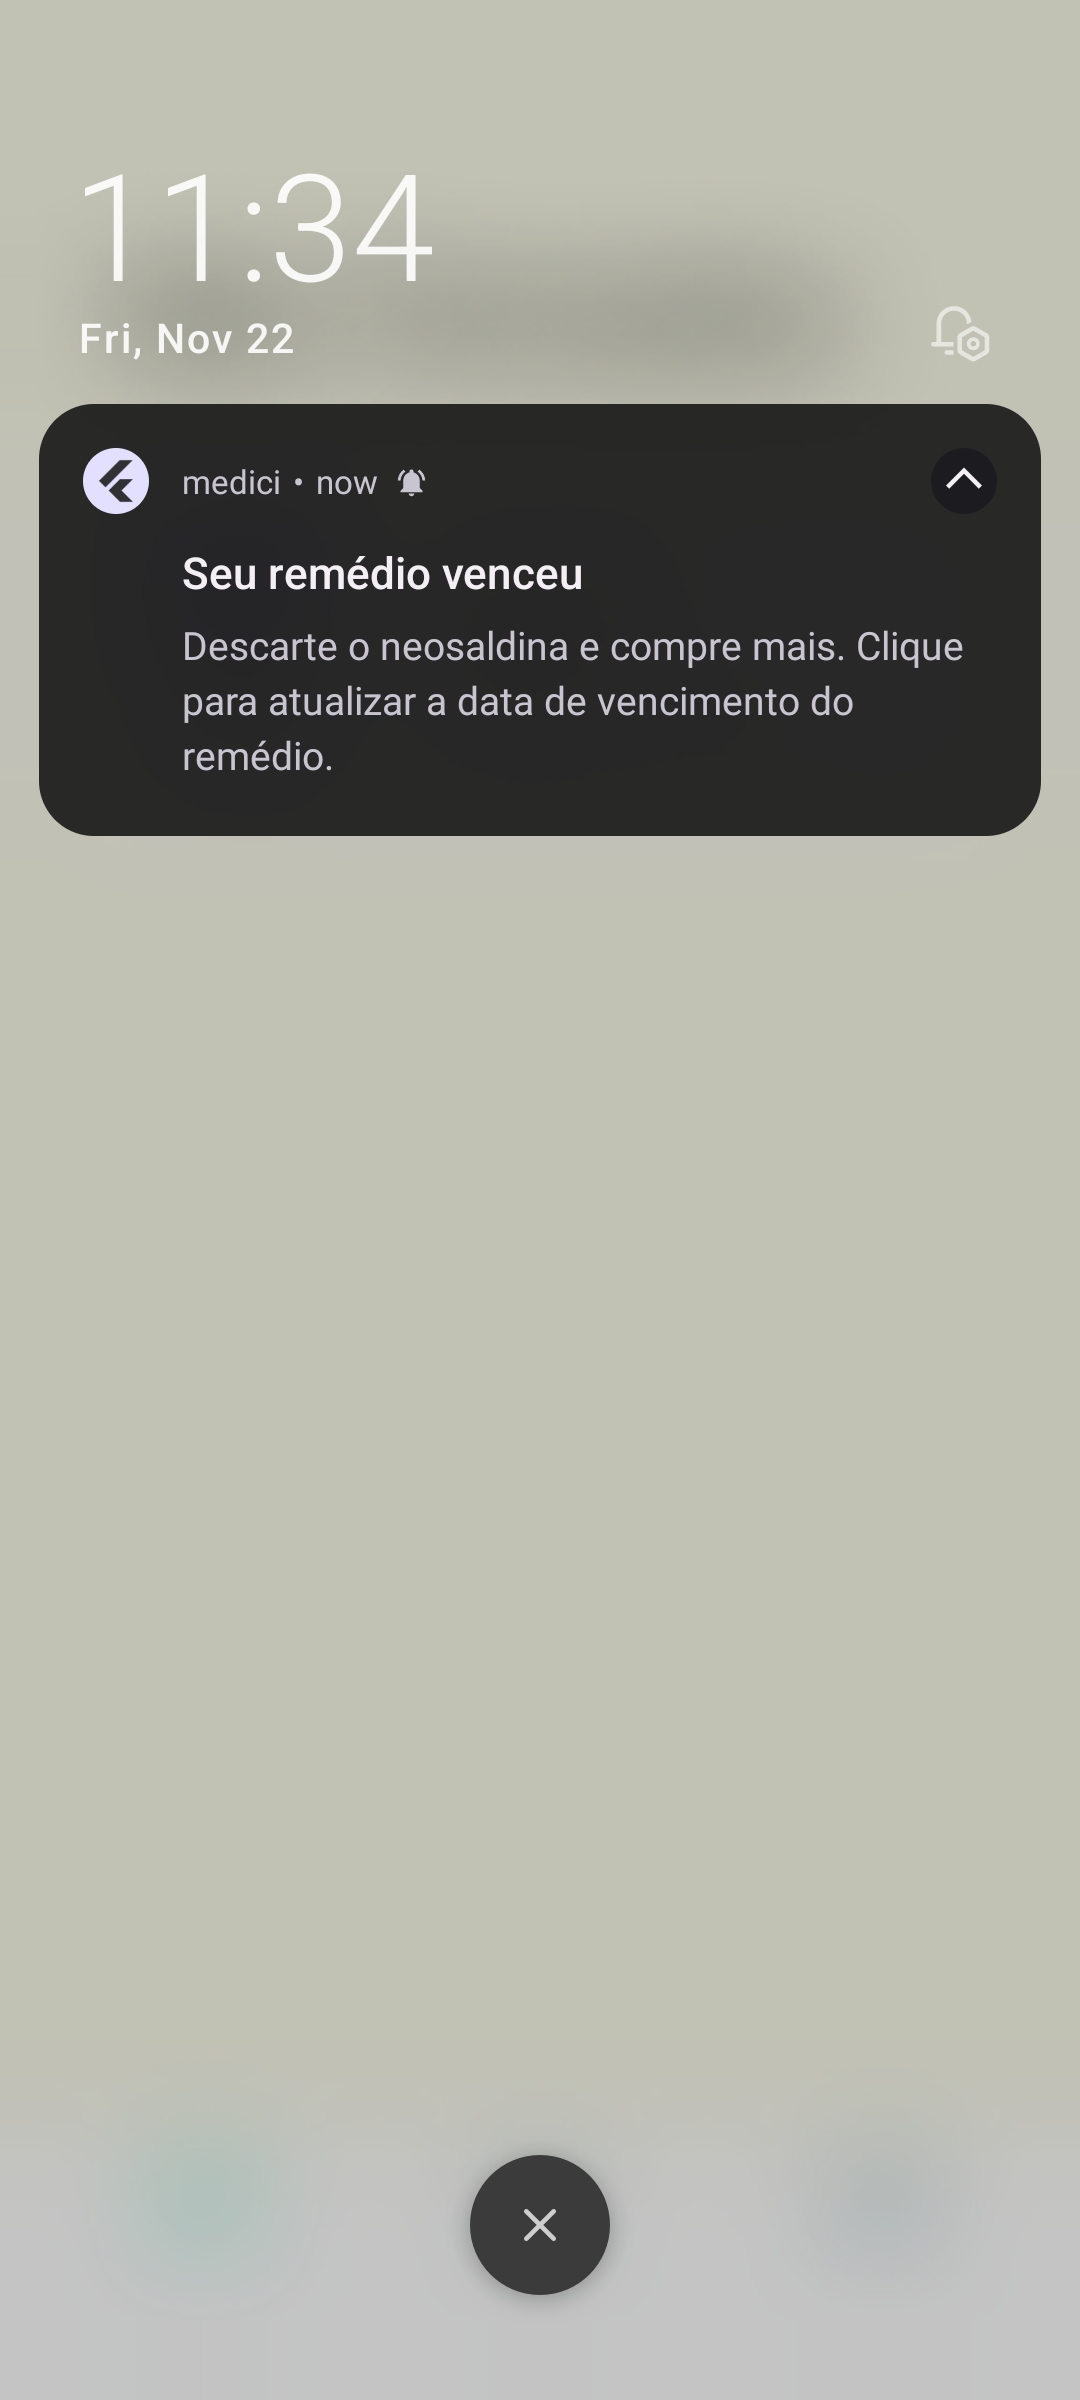 11:34
Fri, Nov 22
medici • now
Seu remédio venceu
Descarte o neosaldina e compre mais. Clique
para atualizar a data de vencimento do
remédio.